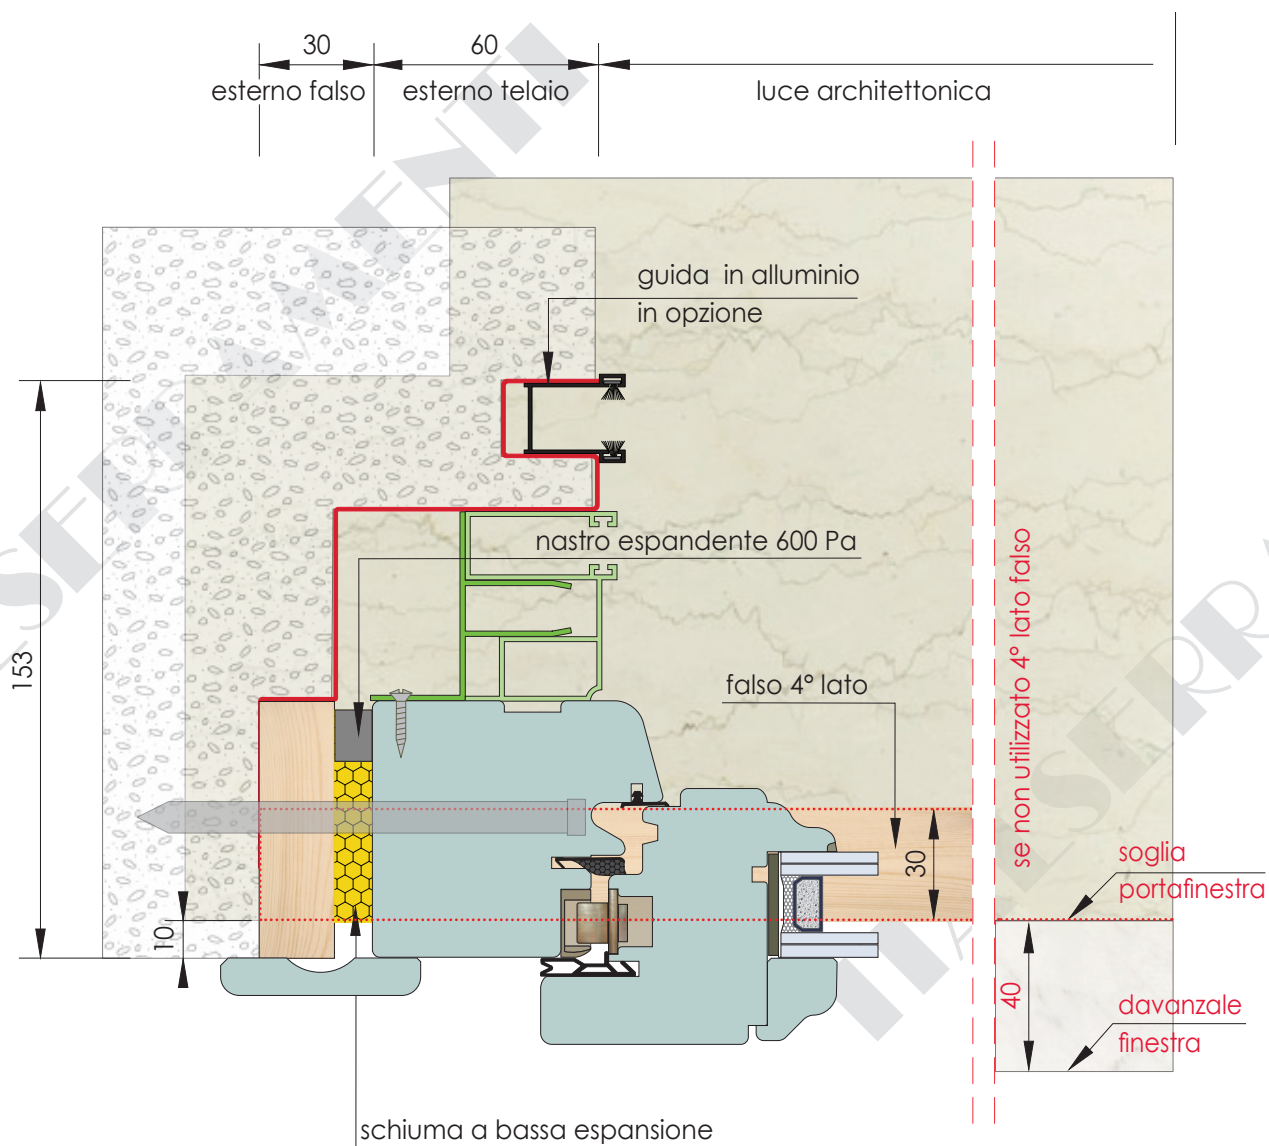 30
60
esterno falso
esterno telaio
luce architettonica
guida in alluminio
in opzione
nastro espandente 600 Pa
153
falso 4° lato
se non utilizzato 4° lato falso
30
soglia
portafinestra
10
40
davanzale
finestra
schiuma a bassa espansione